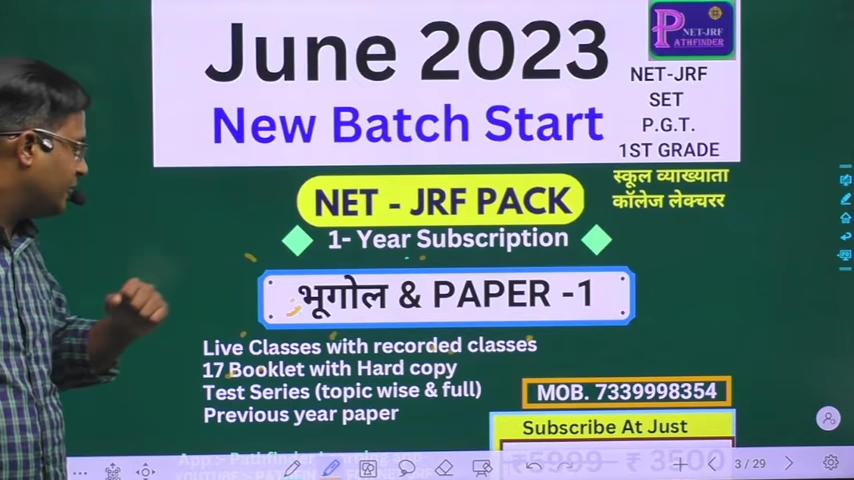 June 2023
New Batch Start
P NET-JRF
ATHFINDER
NET-JRF
SET
P.G.T.
1ST GRADE
स्कूल व्याख्याता
कॉलेज लेक्चरर
NET - JRF PACK
1- Year Subscription
भूगोल & PAPER -1
Live Classes with recorded classes
17 Booklet with Hard copy
Test Series (topic wise & full)
Previous year paper
MOB. 7339998354
Subscribe At Just
₹5999 - ₹ 3500
App :- Pathfinder
3 / 29